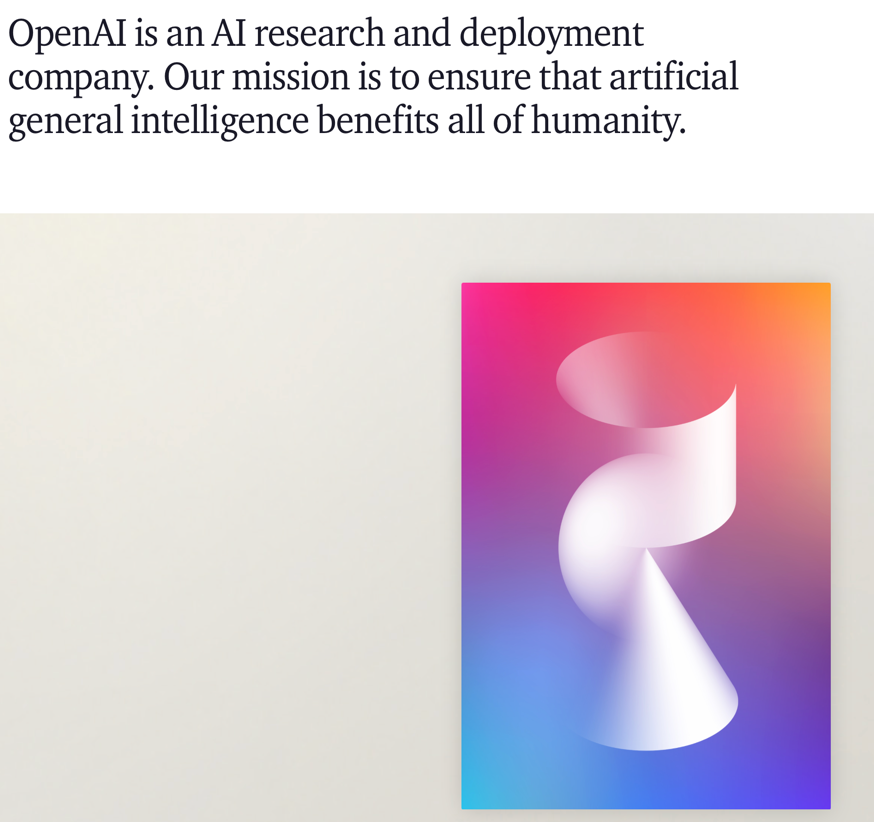 OpenAI is an AI research and deployment
company. Our mission is to ensure that artificial
general intelligence benefits all of humanity.